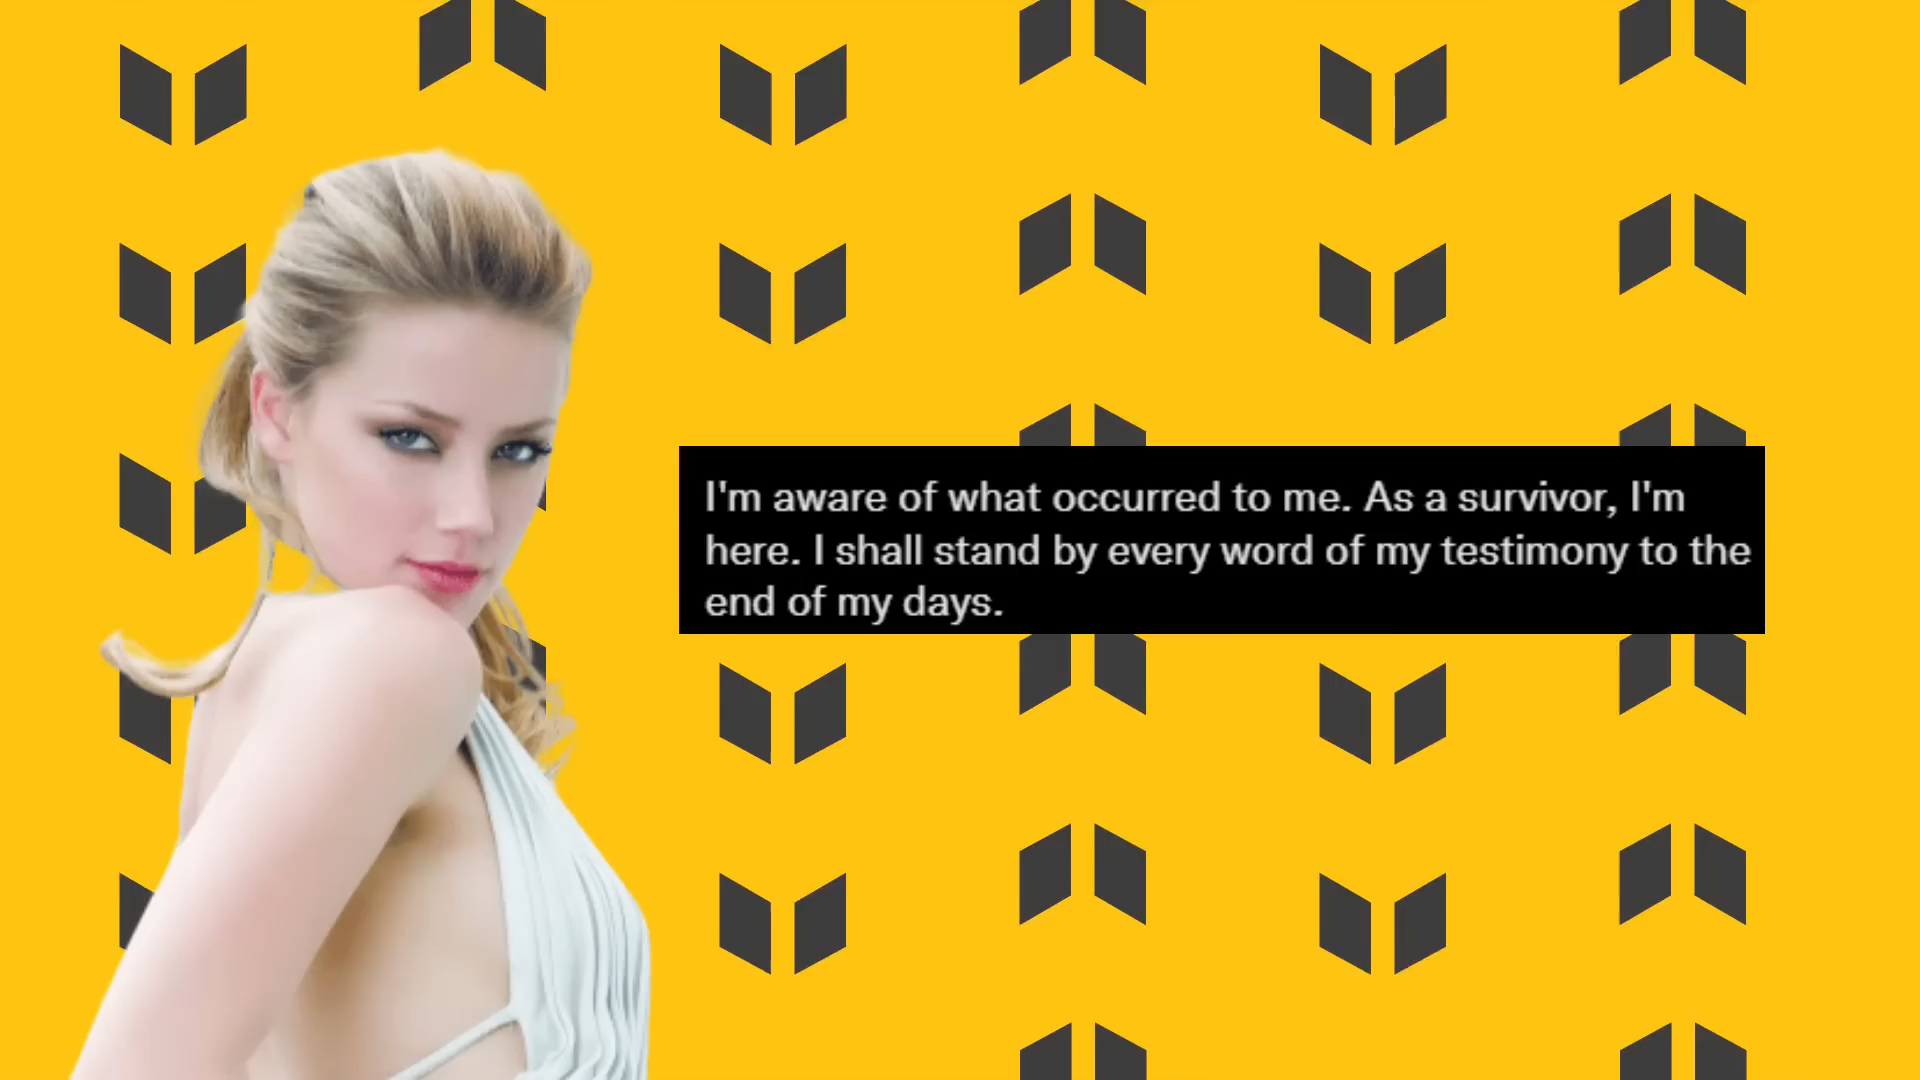 I'm aware of what occurred to me. As a survivor, I'm
here. I shall stand by every word of my testimony to the
end of my days.